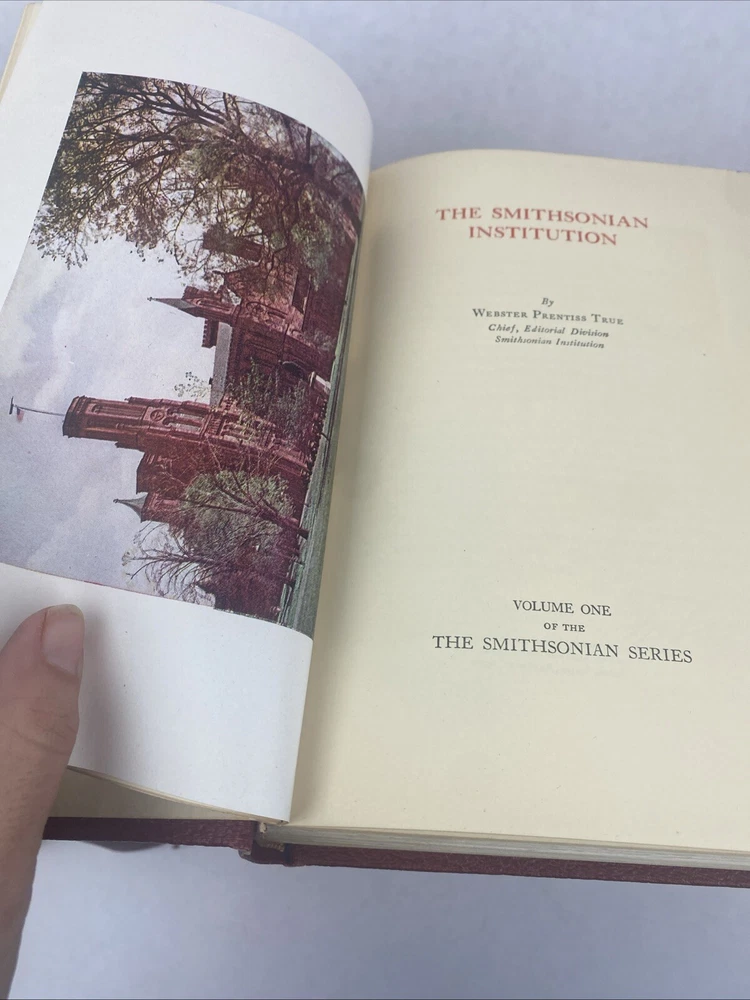 THE SMITHSONIAN
INSTITUTION
By
WEBSTER PRENTISS TRUE
Chief, Editorial Division
Smithsonian Institution
VOLUME ONE
OF THE
THE SMITHSONIAN SERIES